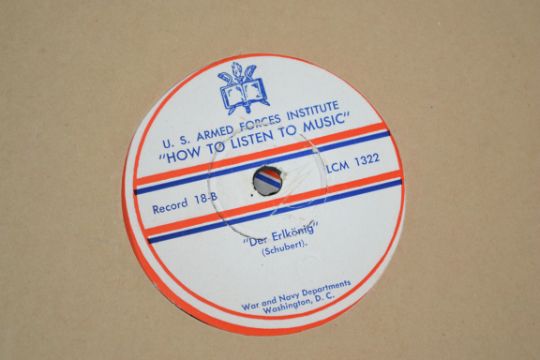 U. S. ARMED FORCES INSTITUTE
"HOW TO LISTEN TO MUSIC"
Record 18-B
LCM 1322
"Der Erlkönig"
(Schubert).
War and Navy Departments
Washington, D. C.